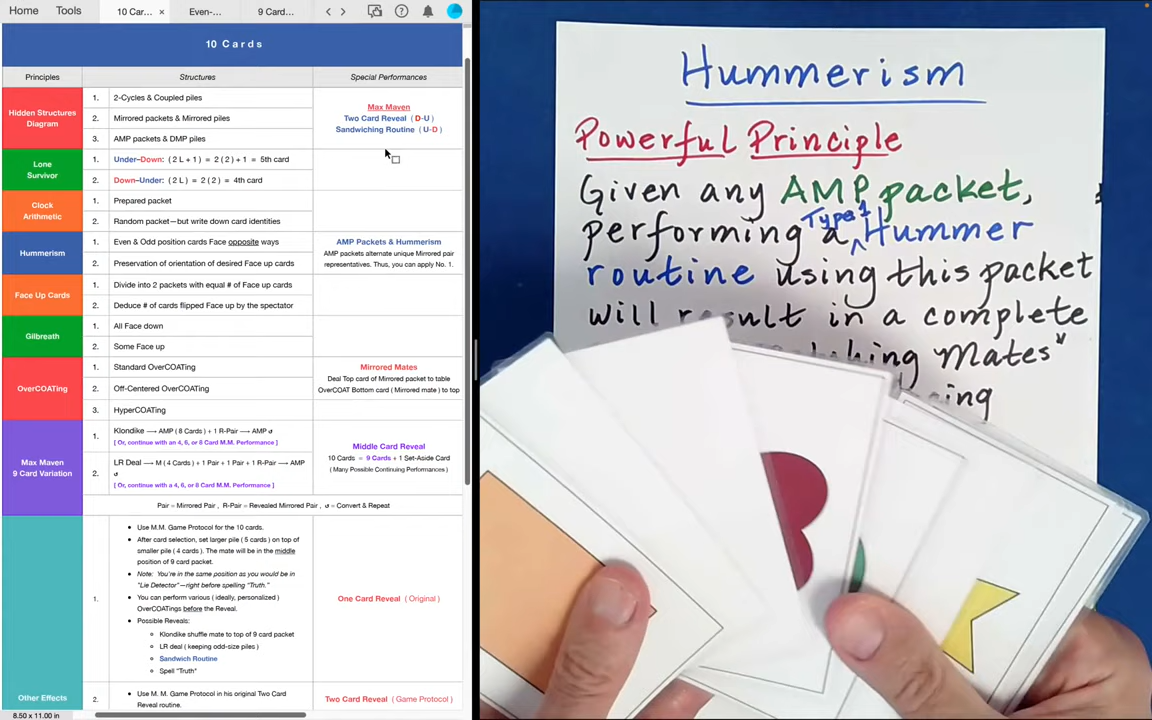 Home Tools 10 Car... × Even-... 9 Card...
10 Cards
Principles Structures Special Performances
Hidden Structures
Diagram
1. 2-Cycles & Coupled piles
2. Mirrored packets & Mirrored piles
3. AMP packets & DMP piles
Max Maven
Two Card Reveal ( D-U )
Sandwiching Routine ( U-D )
Lone
Survivor
1. Under–Down: ( 2 L + 1 ) = 2 ( 2 ) + 1 = 5th card
2. Down–Under: ( 2 L ) = 2 ( 2 ) = 4th card
Clock
Arithmetic
1. Prepared packet
2. Random packet—but write down card identities
Hummerism
1. Even & Odd position cards Face opposite ways
2. Preservation of orientation of desired Face up cards
AMP Packets & Hummerism
AMP packets alternate unique Mirrored pair
representatives. Thus, you can apply No. 1.
Face Up Cards
1. Divide into 2 packets with equal # of Face up cards
2. Deduce # of cards flipped Face up by the spectator
Gilbreath
1. All Face down
2. Some Face up
OverCOATing
1. Standard OverCOATing
2. Off-Centered OverCOATing
3. HyperCOATing
Mirrored Mates
Deal Top card of Mirrored packet to table
OverCOAT Bottom card ( Mirrored mate ) to top
Max Maven
9 Card Variation
1. Klondike → AMP ( 8 Cards ) + 1 R-Pair → AMP ↺
[ Or, continue with an 4, 6, or 8 Card M.M. Performance ]
2. LR Deal → M ( 4 Cards ) + 1 Pair + 1 Pair + 1 R-Pair → AMP
↺
[ Or, continue with a 4, 6, or 8 Card M.M. Performance ]
Middle Card Reveal
10 Cards = 9 Cards + 1 Set-Aside Card
( Many Possible Continuing Performances )
Pair = Mirrored Pair , R-Pair = Revealed Mirrored Pair , ↺ = Convert & Repeat
Other Effects
1.
• Use M.M. Game Protocol for the 10 cards.
• After card selection, set larger pile ( 5 cards ) on top of
smaller pile ( 4 cards ). The mate will be in the middle
position of 9 card packet.
• Note: You're in the same position as you would be in
"Lie Detector"—right before spelling "Truth."
• You can perform various ( ideally, personalized )
OverCOATings before the Reveal.
• Possible Reveals:
○ Klondike shuffle mate to top of 9 card packet
○ LR deal ( keeping odd-size piles )
○ Sandwich Routine
○ Spell "Truth"
One Card Reveal ( Original )
2.
• Use M. M. Game Protocol in his original Two Card
Reveal routine.
Two Card Reveal ( Game Protocol )
8.50 x 11.00 in
Hummerism
Powerful Principle
Given any AMP packet,
performing a Type 1 Hummer
routine using this packet
will result in a complete
Mates"